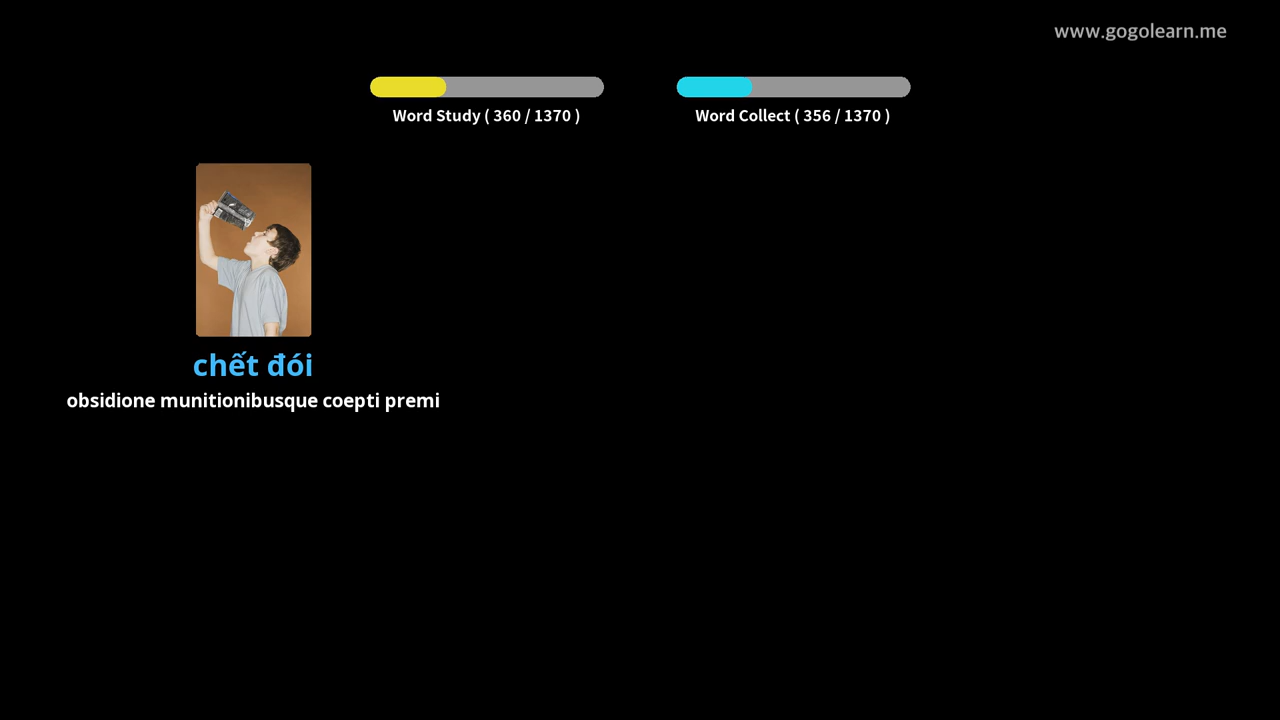 www.gogolearn.me
Word Study ( 360 / 1370 )
Word Collect ( 356 / 1370 )
chết đói
obsidione munitionibusque coepti premi